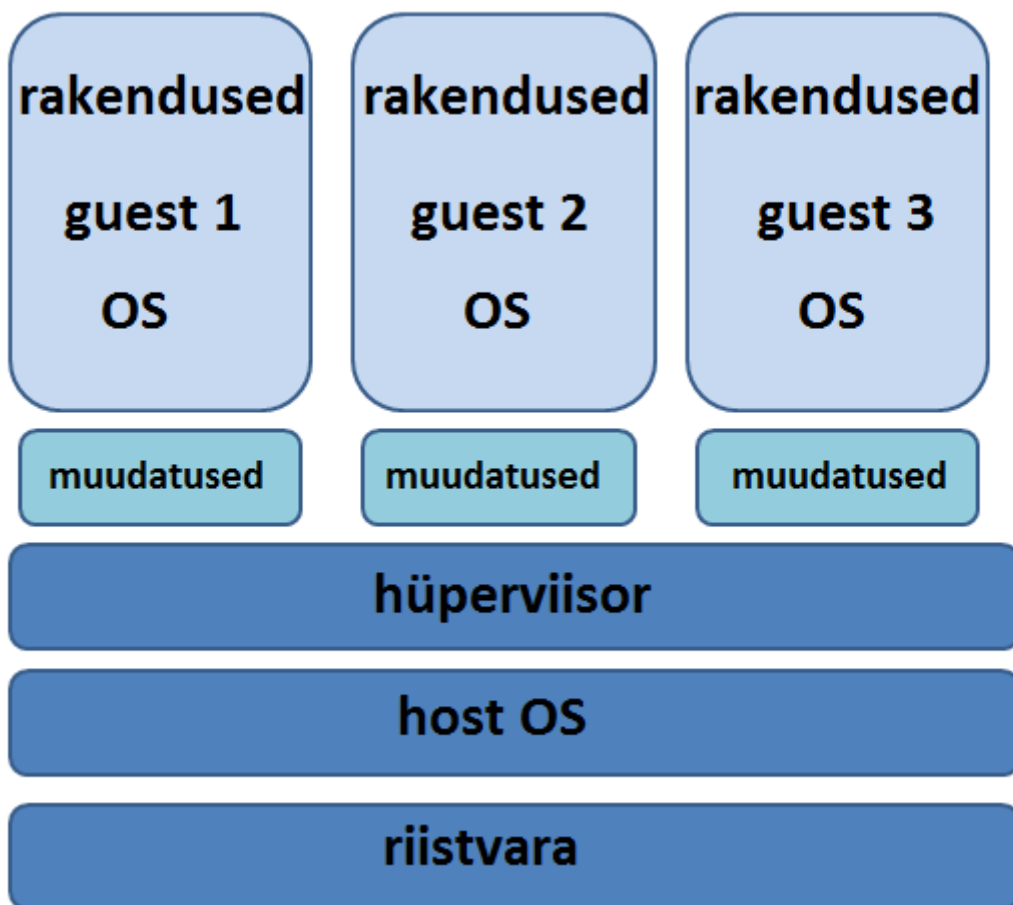 rakendused
guest 1
OS
rakendused
guest 2
OS
rakendused
guest 3
OS
muudatused
muudatused
muudatused
hüperviisor
host OS
riistvara